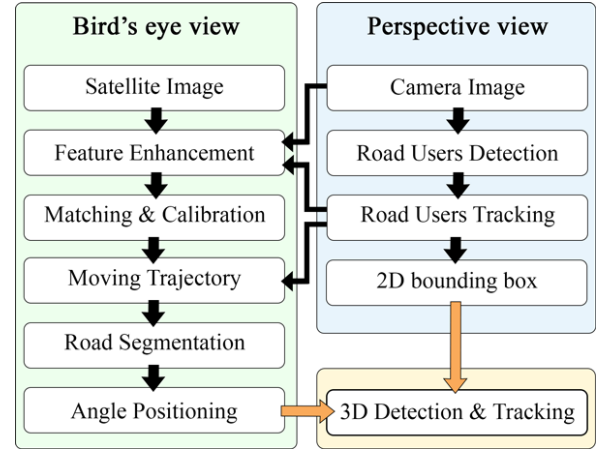 Bird's eye view
Satellite Image
Feature Enhancement
Matching & Calibration
Moving Trajectory
Road Segmentation
Angle Positioning
Perspective view
Camera Image
Road Users Detection
Road Users Tracking
2D bounding box
3D Detection & Tracking